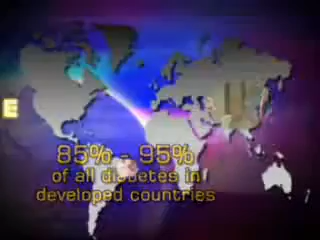 E
85% - 95%
of all diabetes in
developed countries